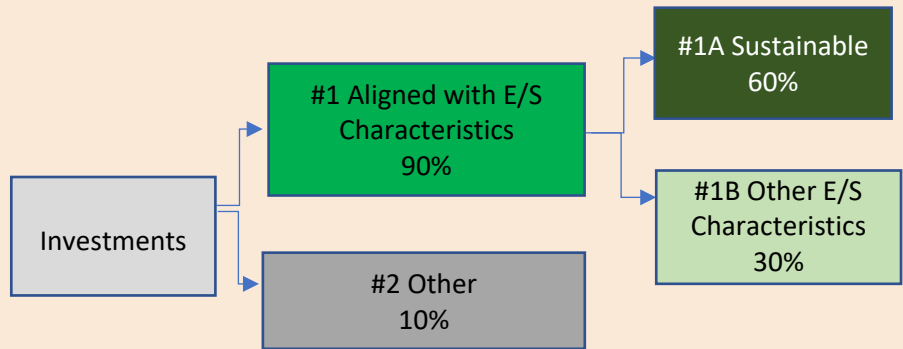 #1A Sustainable
60%
#1 Aligned with E/S
Characteristics
90%
#1B Other E/S
Characteristics
30%
Investments
#2 Other
10%